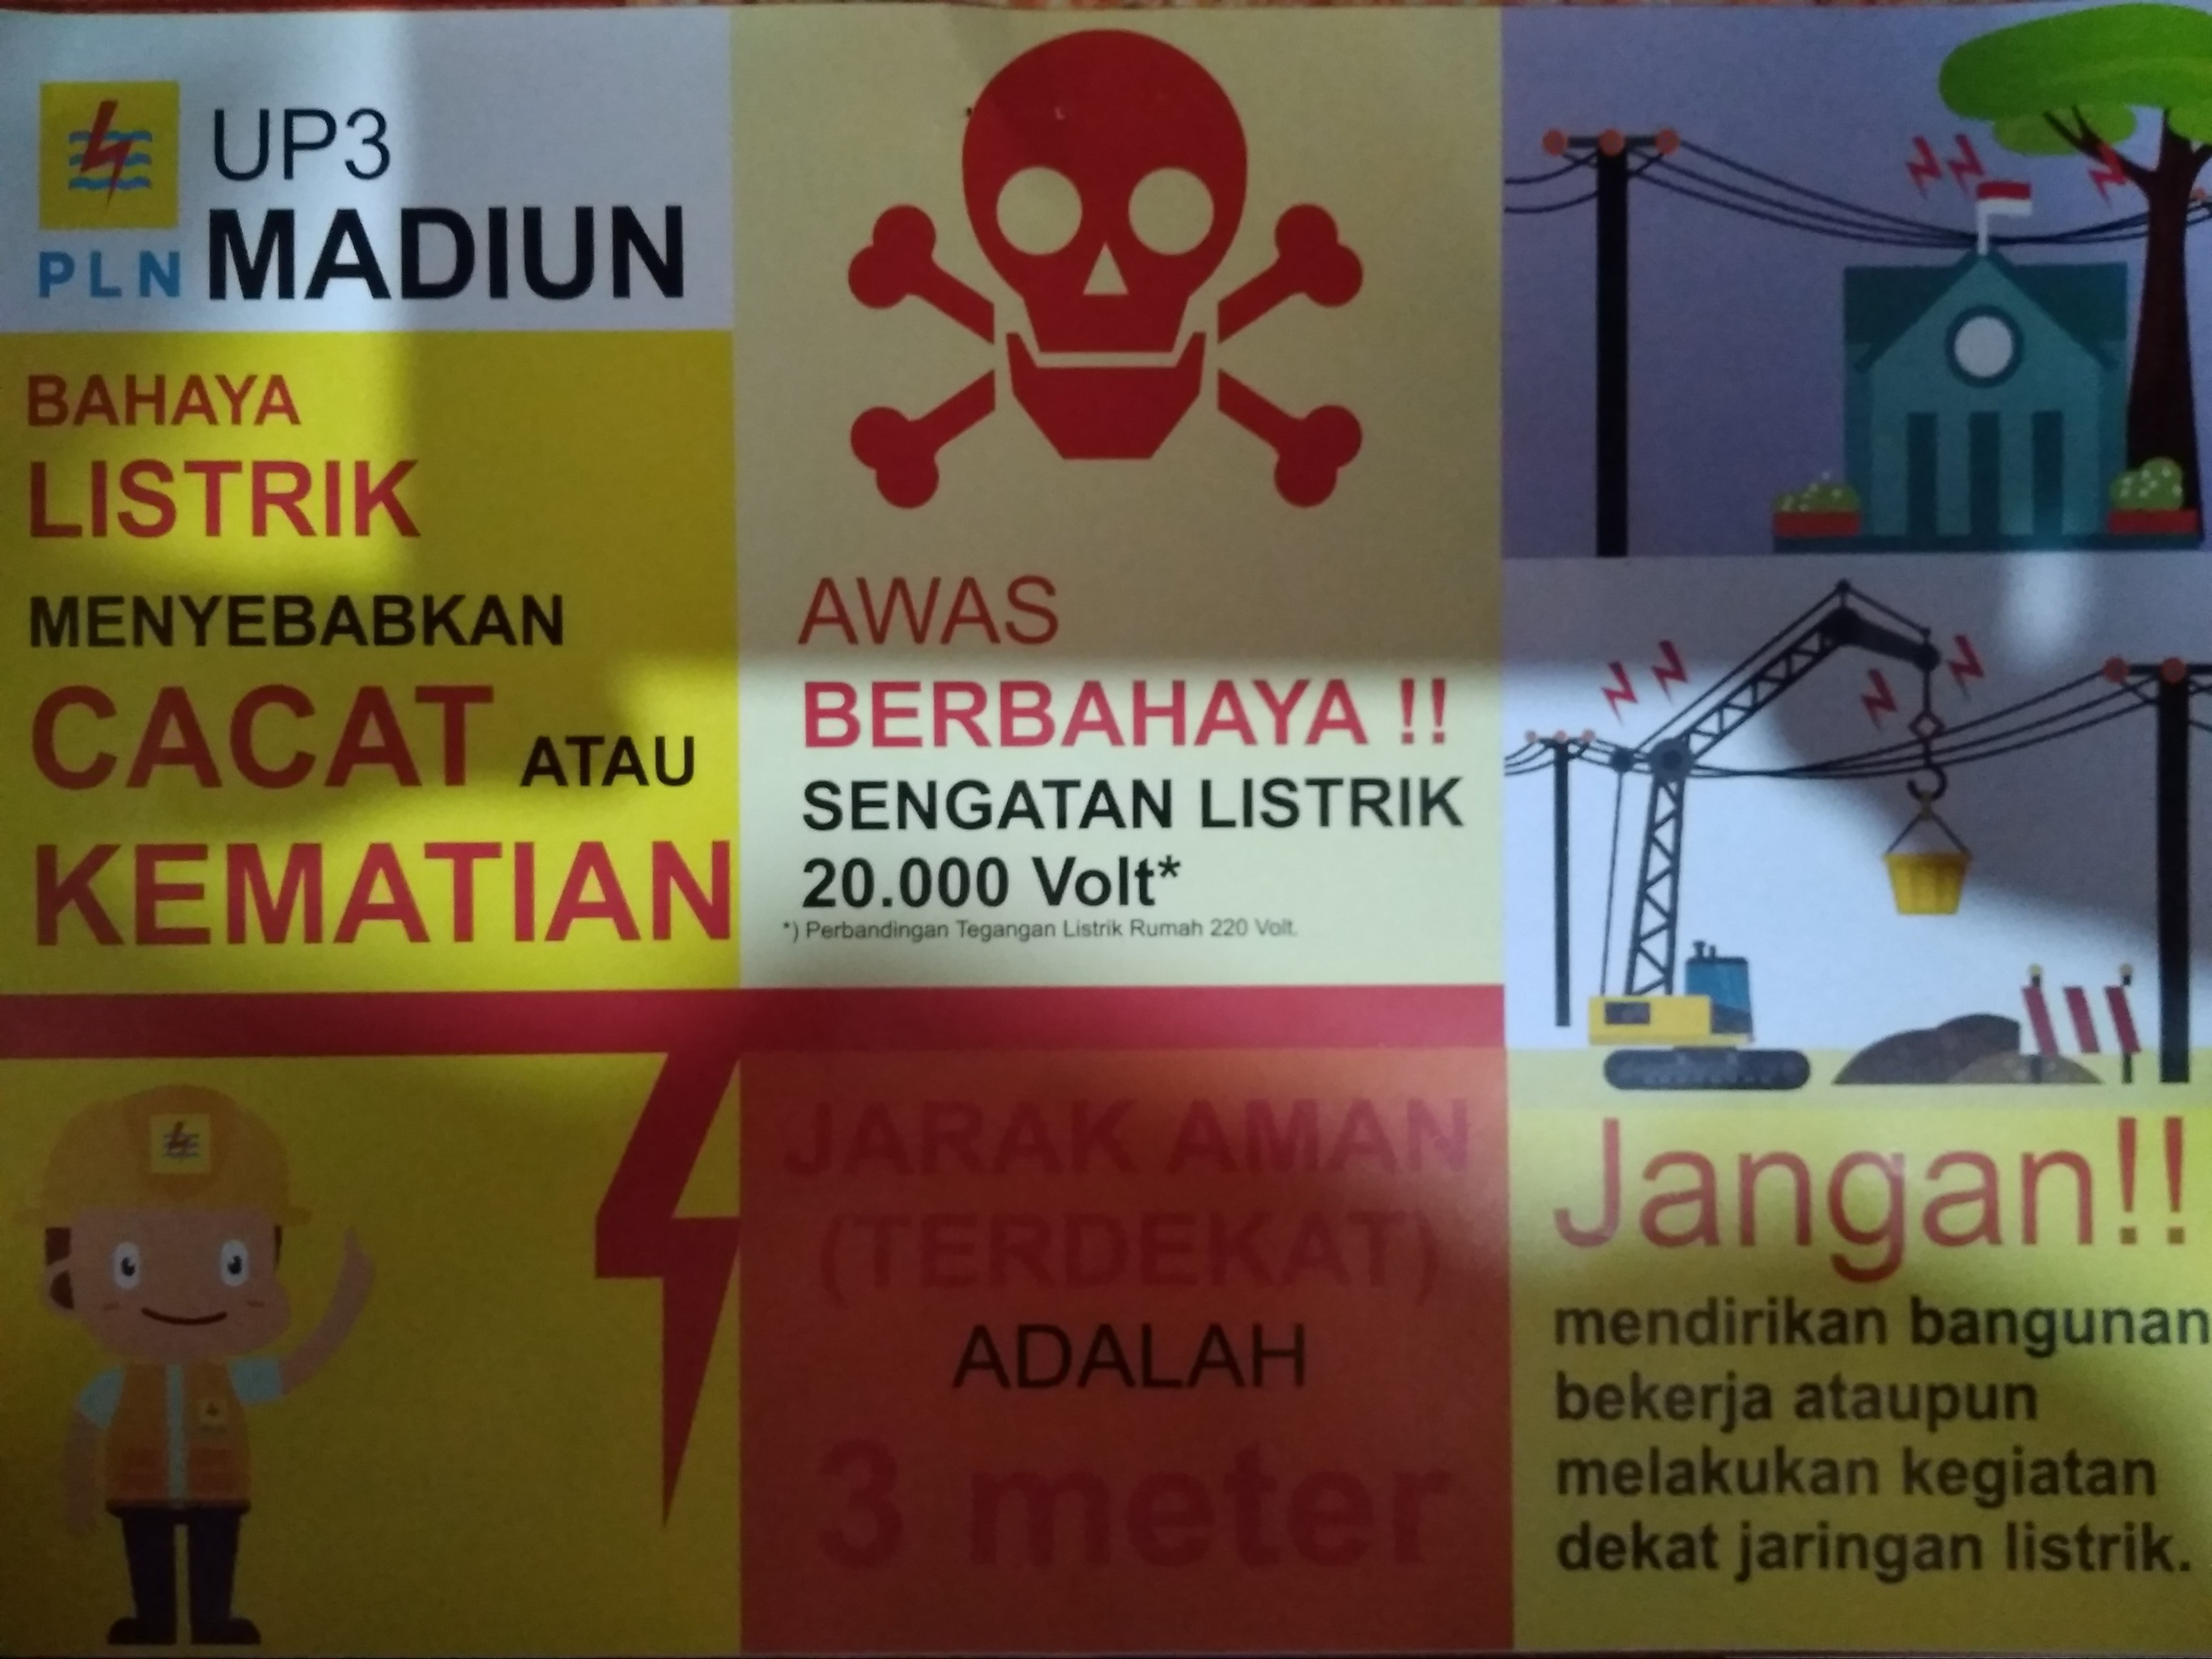 PLN
UP3
MADIUN
BAHAYA
LISTRIK
MENYEBABKAN
CACAT ATAU
KEMATIAN
AWAS
BERBAHAYA !!
SENGATAN LISTRIK
20.000 Volt*
*) Perbandingan Tegangan Listrik Rumah 220 Volt.
JARAK AMAN
(TERDEKAT)
ADALAH
3 meter
Jangan!!
mendirikan bangunan
bekerja ataupun
melakukan kegiatan
dekat jaringan listrik.